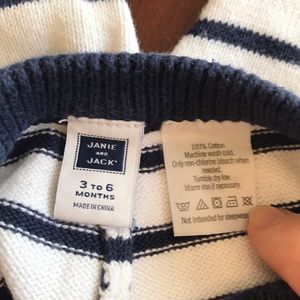 JANIE
AND
JACK®
3 TO 6
MONTHS
MADE IN CHINA
100% Cotton
Machine wash cold.
Only non-chlorine bleach when
needed.
Tumble dry low.
Warm iron if necessary.
Not intended for sleepwear